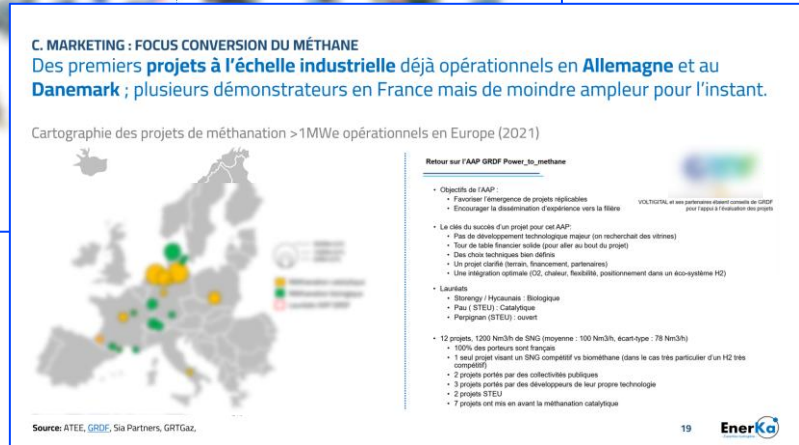 C. MARKETING : FOCUS CONVERSION DU MÉTHANE
Des premiers projets à l'échelle industrielle déjà opérationnels en Allemagne et au
Danemark ; plusieurs démonstrateurs en France mais de moindre ampleur pour l'instant.
Cartographie des projets de méthanation >1MWe opérationnels en Europe (2021)
Méthanation catalytique
Méthanation biologique
Retour sur l'AAP GRDF Power_to_methane
VOLTIGITAL et ses partenaires étaient conseils de GRDF
pour l'appui à l'évaluation des projets
• Objectifs de l'AAP :
• Favoriser l'émergence de projets réplicables
• Encourager la dissémination d'expérience vers la filière
• Le clés du succès d'un projet pour cet AAP:
• Pas de développement technologique majeur (on recherchait des vitrines)
• Tour de table financier solide (pour aller au bout du projet)
• Des choix techniques bien définis
• Un projet clarifié (terrain, financement, partenaires)
• Une intégration optimale (O2, chaleur, flexibilité, positionnement dans un éco-système H2)
• Lauréats
• Storengy / Hycaunais : Biologique
• Pau ( STEU) : Catalytique
• Perpignan (STEU) : ouvert
• 12 projets, 1200 Nm3/h de SNG (moyenne : 100 Nm3/h, écart-type : 78 Nm3/h)
• 100% des porteurs sont français
• 1 seul projet visant un SNG compétitif vs biométhane (dans le cas très particulier d'un H2 très
compétitif)
• 2 projets portés par des collectivités publiques
• 3 projets portés par des développeurs de leur propre technologie
• 2 projets STEU
• 7 projets ont mis en avant la méthanation catalytique
Source: ATEE, GRDF, Sia Partners, GRTGaz,
19
EnerKa